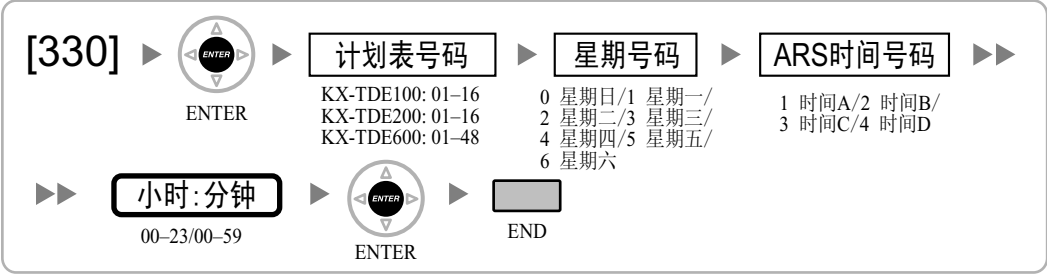 [330] ENTER 计划表号码 星期号码 ARS时间号码
ENTER
KX-TDE100: 01–16
KX-TDE200: 01–16
KX-TDE600: 01–48
0 星期日/1 星期一/
2 星期二/3 星期三/
4 星期四/5 星期五/
6 星期六
1 时间A/2 时间B/
3 时间C/4 时间D
小时:分钟 ENTER
00–23/00–59
ENTER
END